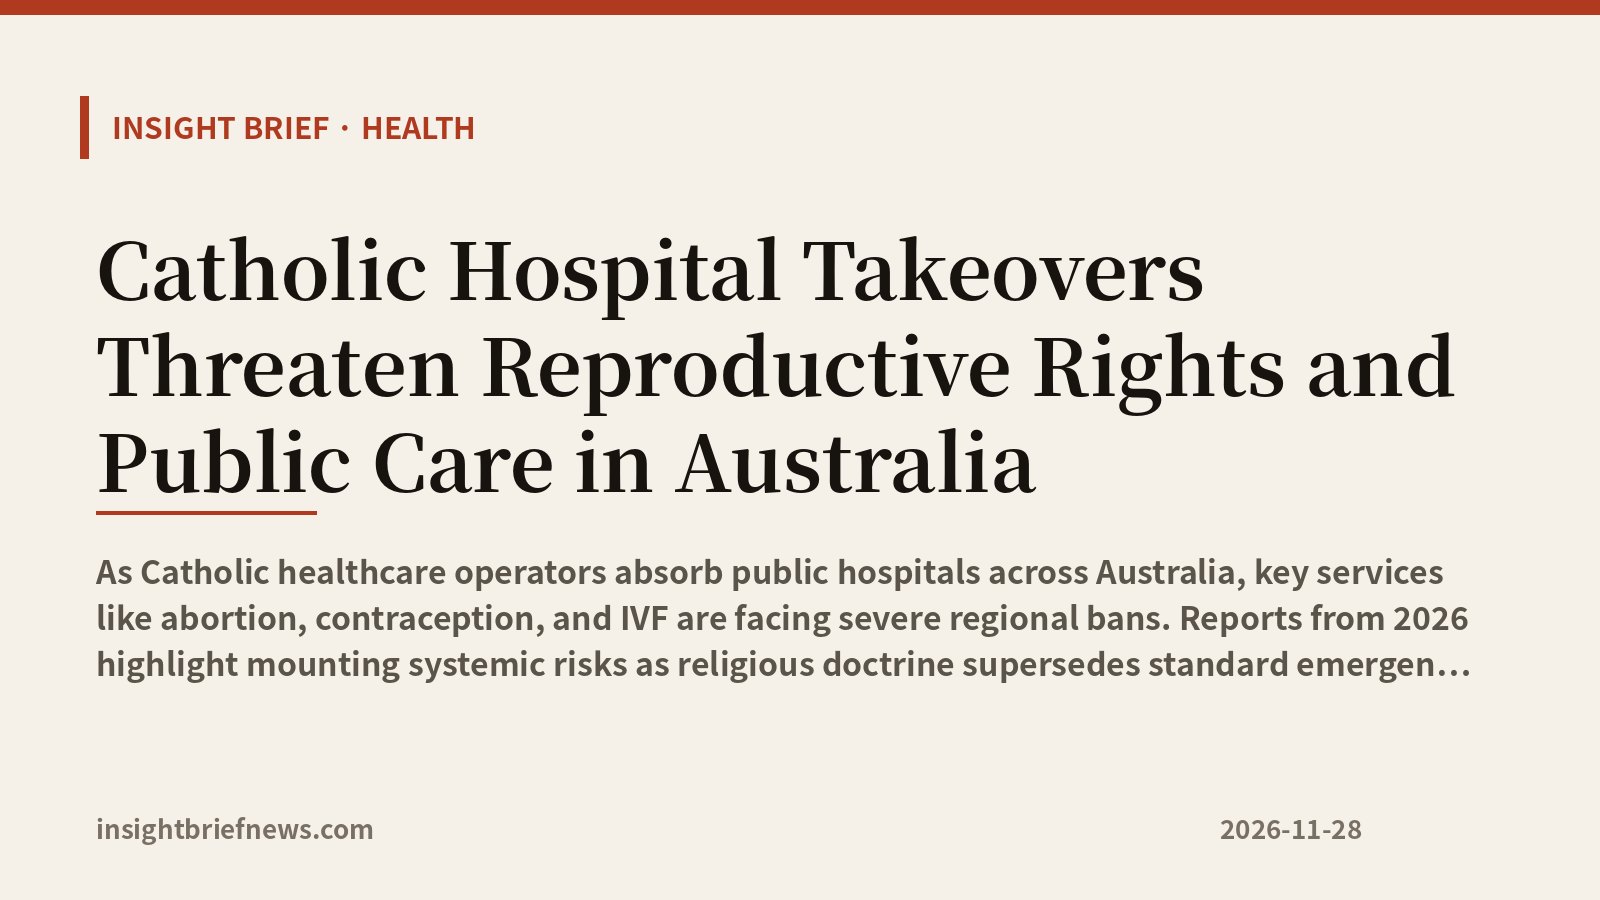 INSIGHT BRIEF · HEALTH
Catholic Hospital Takeovers
Threaten Reproductive Rights and
Public Care in Australia
As Catholic healthcare operators absorb public hospitals across Australia, key services
like abortion, contraception, and IVF are facing severe regional bans. Reports from 2026
highlight mounting systemic risks as religious doctrine supersedes standard emergen…
insightbriefnews.com
2026-11-28